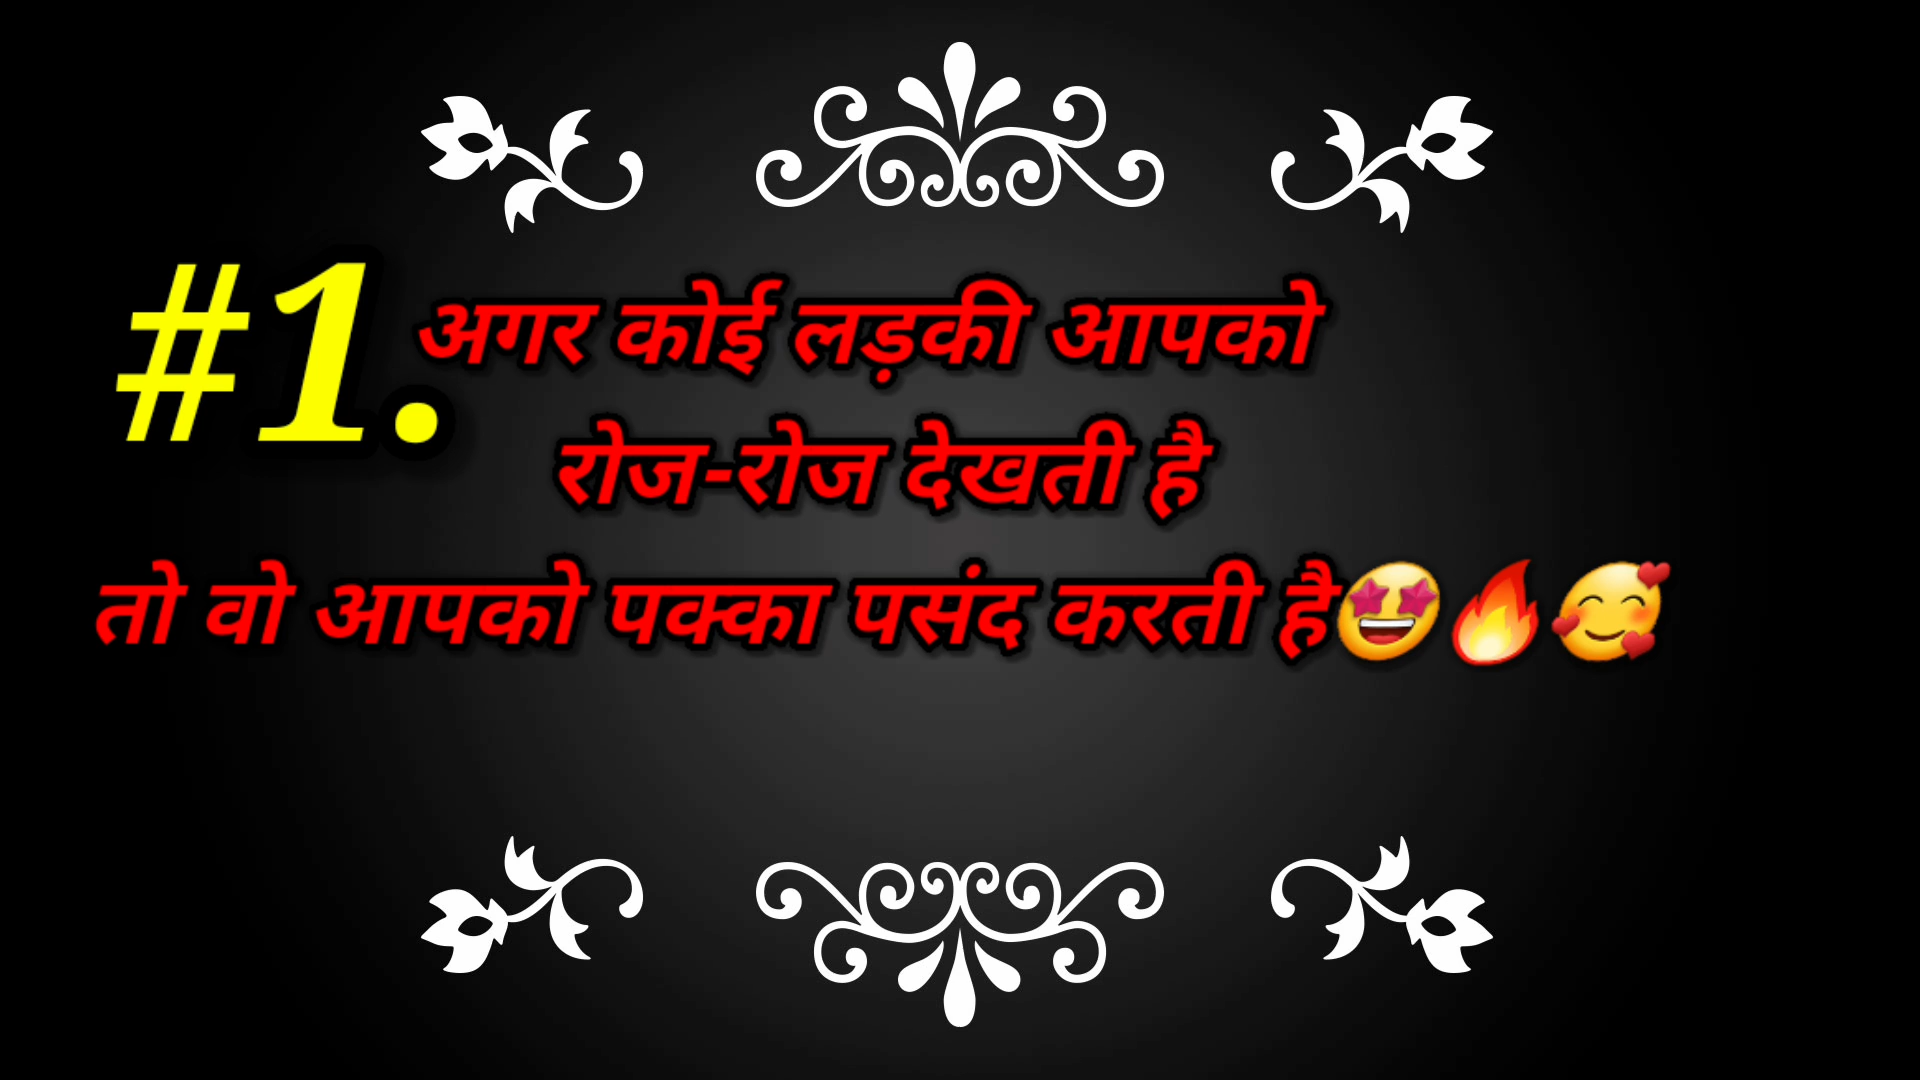 #1. अगर कोई लड़की आपको
रोज-रोज देखती है
तो वो आपको पक्का पसंद करती है🤩🔥🥰